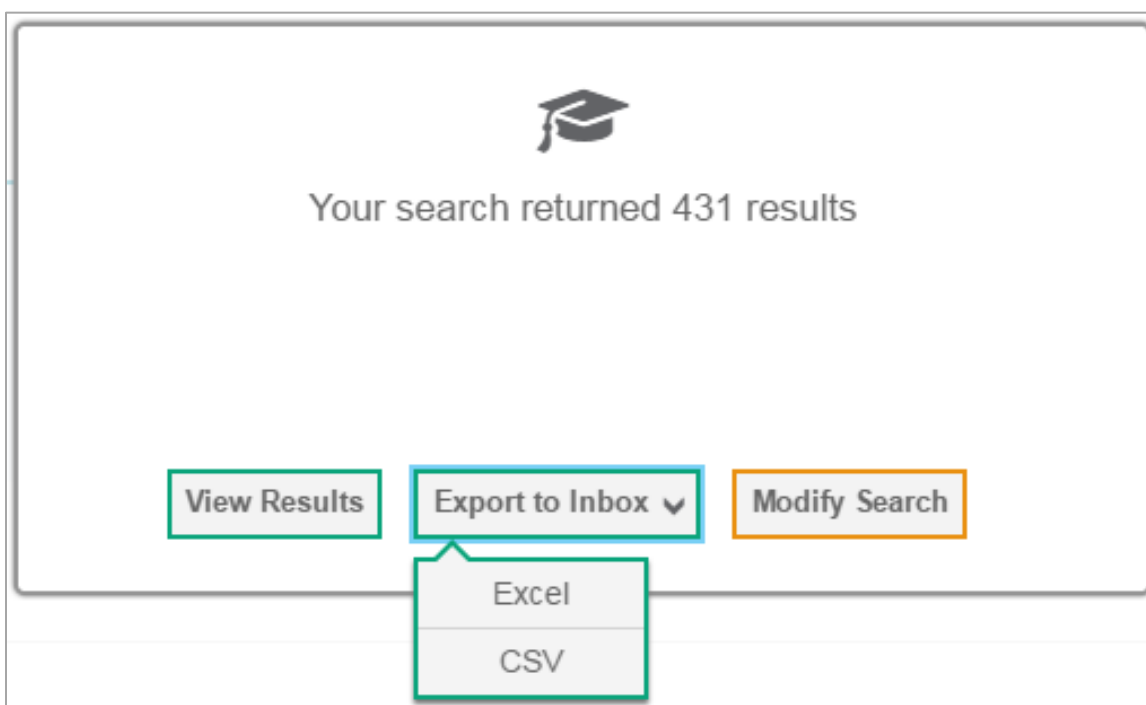 Your search returned 431 results
View Results
Export to Inbox
Modify Search
Excel
CSV